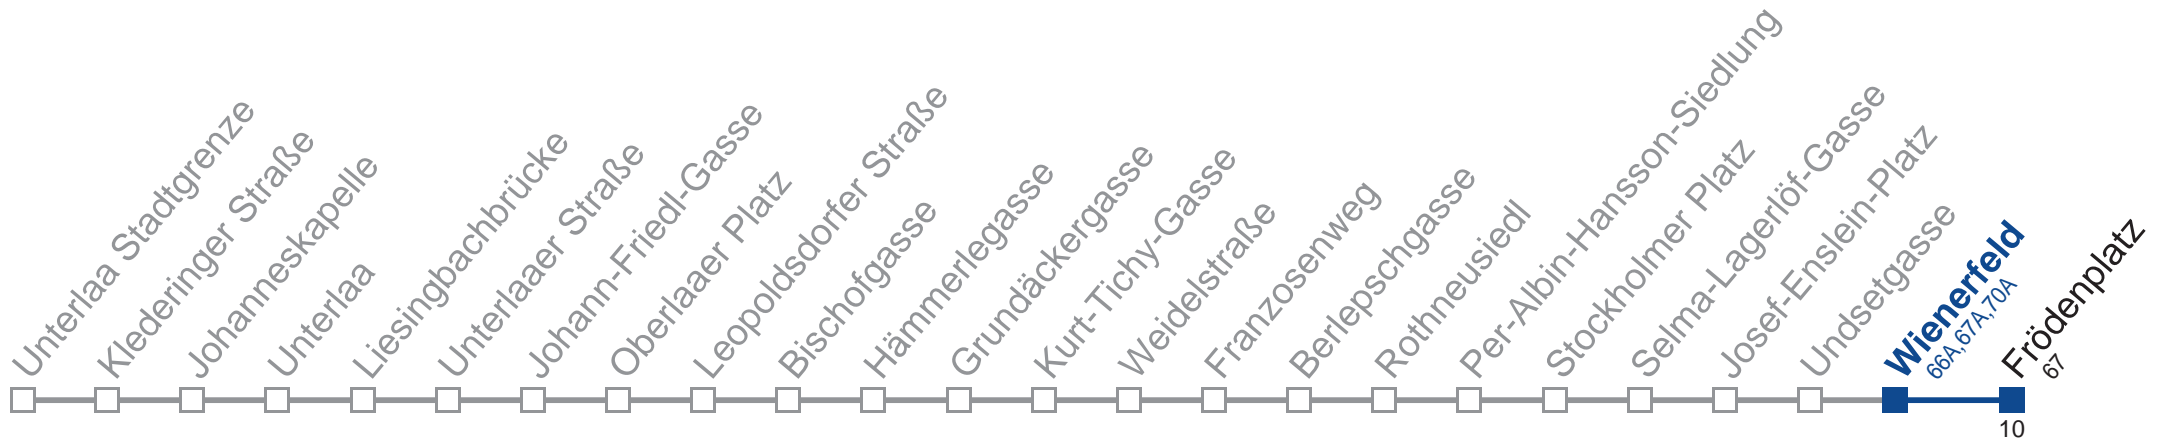 Unterlaa Stadtgrenze
Klederinger Straße
Johanneskapelle
Unterlaa
Liesingbachbrücke
Unterlaaer Straße
Johann-Friedl-Gasse
Oberlaaer Platz
Leopoldsdorfer Straße
Bischofgasse
Hämmerlegasse
Grundäckergasse
Kurt-Tichy-Gasse
Weidelstraße
Franzosenweg
Berlepschgasse
Rothneusiedl
Per-Albin-Hansson-Siedlung
Stockholmer Platz
Selma-Lagerlöf-Gasse
Josef-Enslein-Platz
Undsetgasse
Wienerfeld
66A,67A,70A
Frödenplatz
67
10